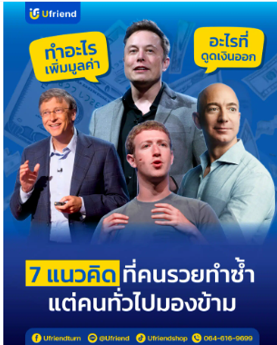 Ufriend
ทำอะไร
เพิ่มมูลค่า
อะไรที่
ดูดเงินออก
7 แนวคิด ที่คนรวยทำซ้ำ
แต่คนทั่วไปมองข้าม
Ufriendturn @Ufriend Ufriendshop 064-616-9699